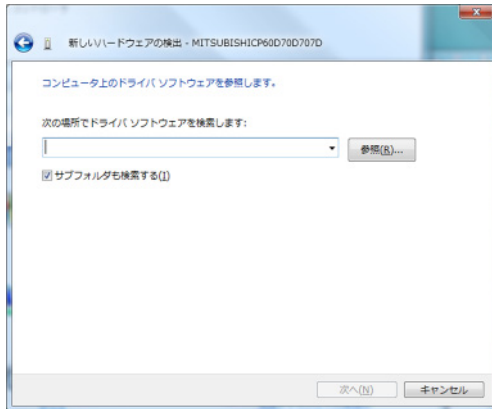 新しいハードウェアの検出 - MITSUBISHICP60D70D707D
コンピュータ上のドライバ ソフトウェアを参照します。
次の場所でドライバ ソフトウェアを検索します:
参照(R)...
サブフォルダも検索する(I)
次へ(N) キャンセル